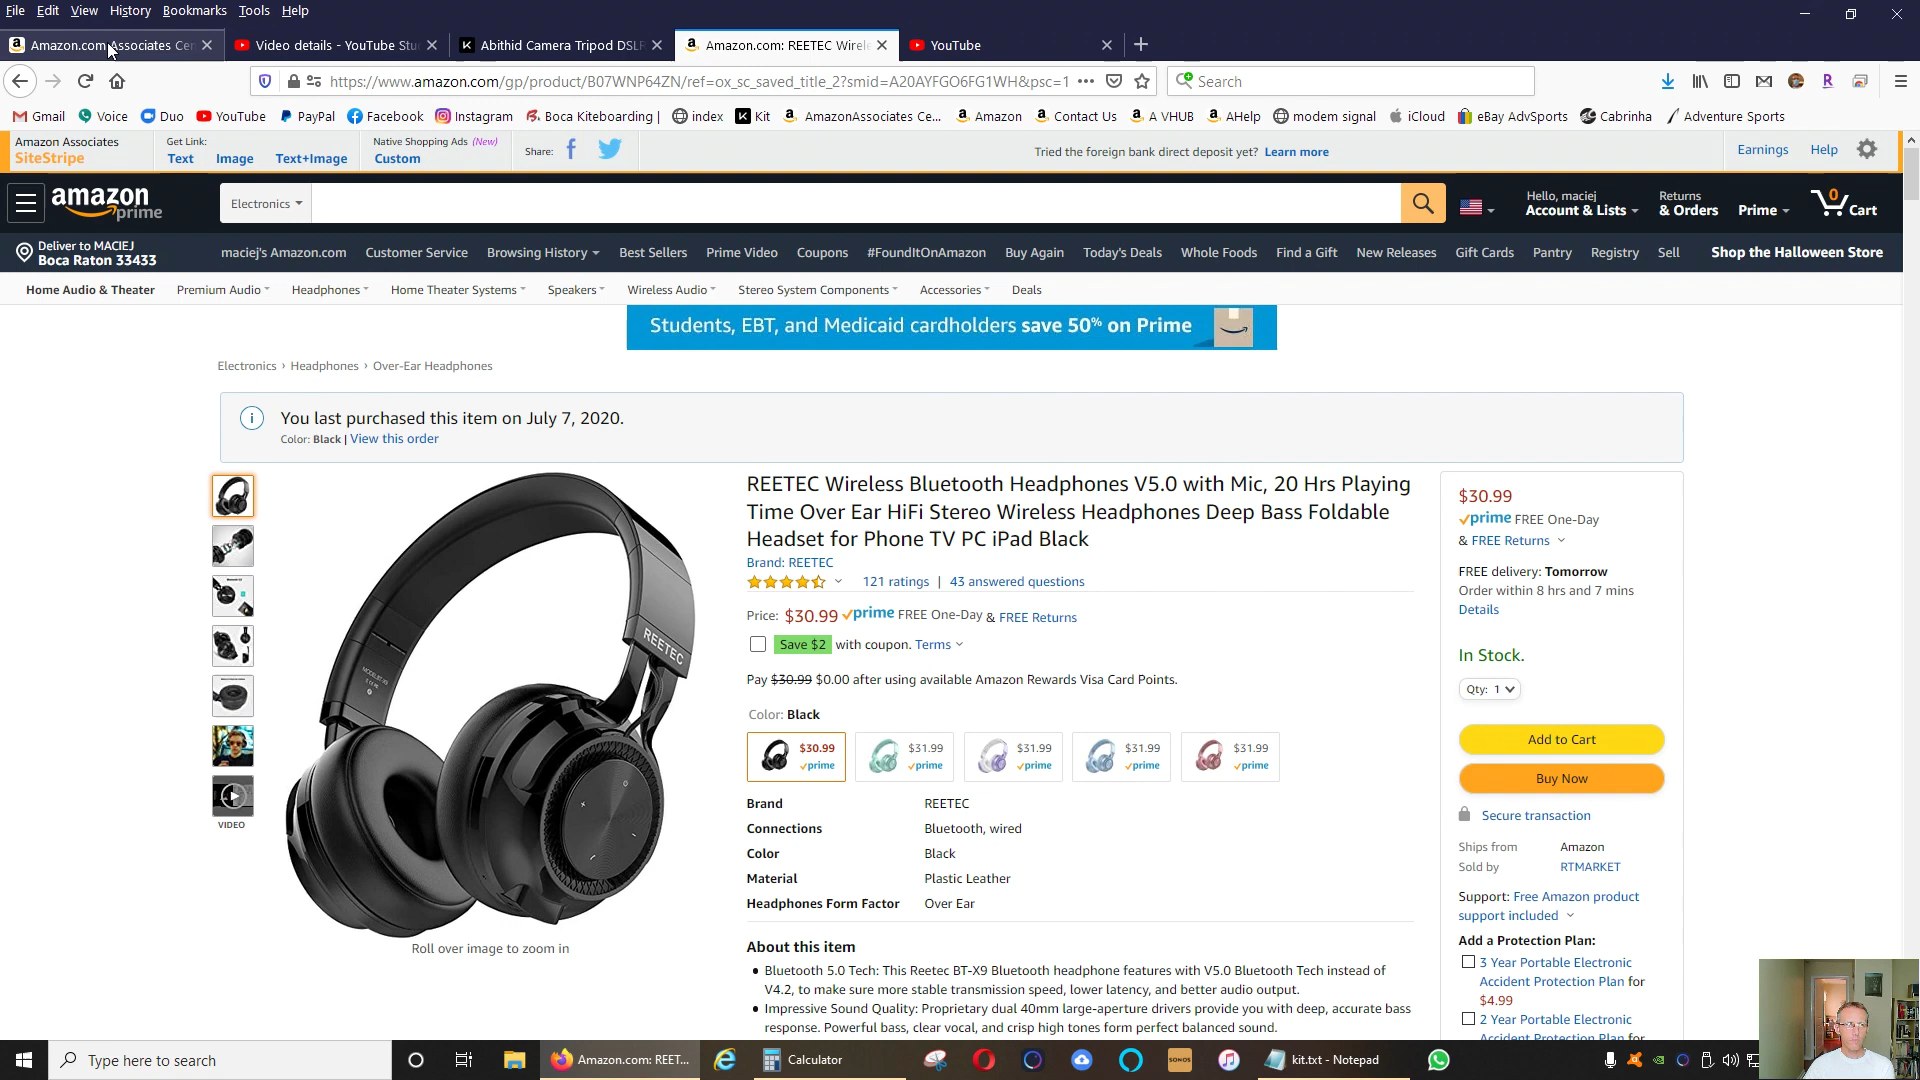 File Edit View History Bookmarks Tools Help
Amazon.com Associates Cen
Video details - YouTube Stu
Abithid Camera Tripod DSLR
Amazon.com: REETEC Wirele
YouTube
https://www.amazon.com/gp/product/B07WNP64ZN/ref=ox_sc_saved_title_2?smid=A20AYFGO6FG1WH&psc=1
Search
Gmail Voice Duo YouTube PayPal Facebook Instagram Boca Kiteboarding | index Kit AmazonAssociates Ce... Amazon Contact Us A VHUB AHelp modem signal iCloud eBay AdvSports Cabrinha Adventure Sports
Amazon Associates
SiteStripe
Get Link:
Text Image Text+Image
Native Shopping Ads (New)
Custom
Share:
Tried the foreign bank direct deposit yet? Learn more
Earnings Help
amazon
prime
Electronics
Hello, maciej
Account & Lists
Returns
& Orders
Prime
0
Cart
Deliver to MACIEJ
Boca Raton 33433
maciej's Amazon.com Customer Service Browsing History Best Sellers Prime Video Coupons #FoundItOnAmazon Buy Again Today's Deals Whole Foods Find a Gift New Releases Gift Cards Pantry Registry Sell
Shop the Halloween Store
Home Audio & Theater Premium Audio Headphones Home Theater Systems Speakers Wireless Audio Stereo System Components Accessories Deals
Students, EBT, and Medicaid cardholders save 50% on Prime
Electronics › Headphones › Over-Ear Headphones
You last purchased this item on July 7, 2020.
Color: Black | View this order
REETEC
VIDEO
Roll over image to zoom in
REETEC Wireless Bluetooth Headphones V5.0 with Mic, 20 Hrs Playing
Time Over Ear HiFi Stereo Wireless Headphones Deep Bass Foldable
Headset for Phone TV PC iPad Black
Brand: REETEC
121 ratings | 43 answered questions
Price: $30.99 prime FREE One-Day & FREE Returns
Save $2 with coupon. Terms
Pay $30.99 $0.00 after using available Amazon Rewards Visa Card Points.
Color: Black
$30.99 $31.99 $31.99 $31.99 $31.99
prime prime prime prime prime
Brand REETEC
Connections Bluetooth, wired
Color Black
Material Plastic Leather
Headphones Form Factor Over Ear
About this item
Bluetooth 5.0 Tech: This Reetec BT-X9 Bluetooth headphone features with V5.0 Bluetooth Tech instead of
V4.2, to make sure more stable transmission speed, lower latency, and better audio output.
Impressive Sound Quality: Proprietary dual 40mm large-aperture drivers provide you with deep, accurate bass
response. Powerful bass, clear vocal, and crisp high tones form perfect balanced sound.
$30.99
prime FREE One-Day
& FREE Returns
FREE delivery: Tomorrow
Order within 8 hrs and 7 mins
Details
In Stock.
Qty: 1
Add to Cart
Buy Now
Secure transaction
Ships from Amazon
Sold by RTMARKET
Support: Free Amazon product
support included
Add a Protection Plan:
3 Year Portable Electronic
Accident Protection Plan for
$4.99
2 Year Portable Electronic
Accident Protection Plan for
Type here to search
Amazon.com: REET...
Calculator
SONOS
kit.txt - Notepad